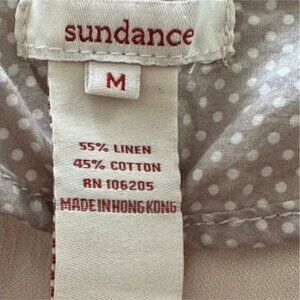 sundance
M
55% LINEN
45% COTTON
RN 106205
MADE IN HONG KONG